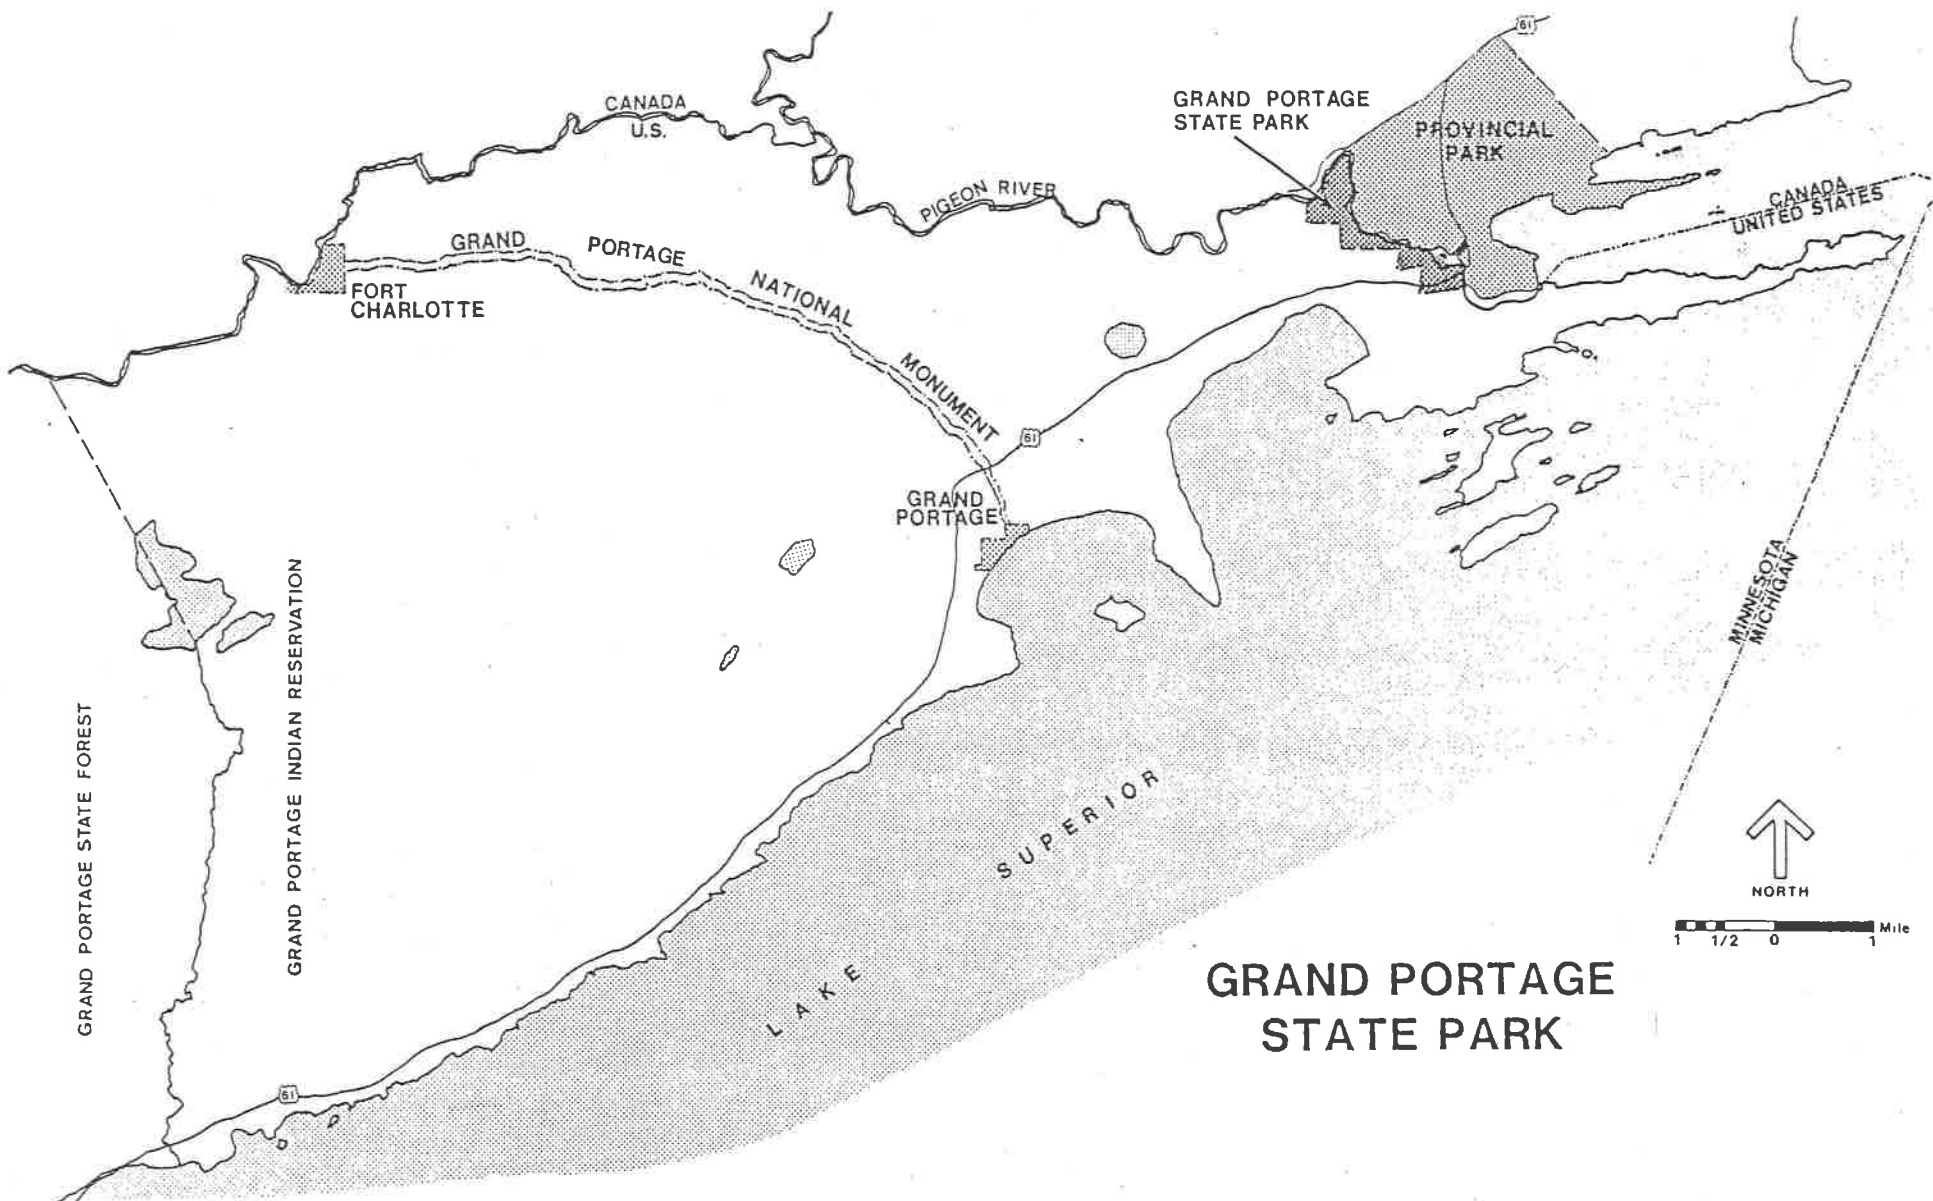 61
GRAND PORTAGE
STATE PARK
CANADA
U.S.
PROVINCIAL
PARK
PIGEON RIVER
CANADA
UNITED STATES
GRAND PORTAGE NATIONAL MONUMENT
FORT
CHARLOTTE
61
GRAND
PORTAGE
MINNESOTA
MICHIGAN
GRAND PORTAGE STATE FOREST
GRAND PORTAGE INDIAN RESERVATION
LAKE SUPERIOR
NORTH
1 1/2 0 1 Mile
GRAND PORTAGE
STATE PARK
61